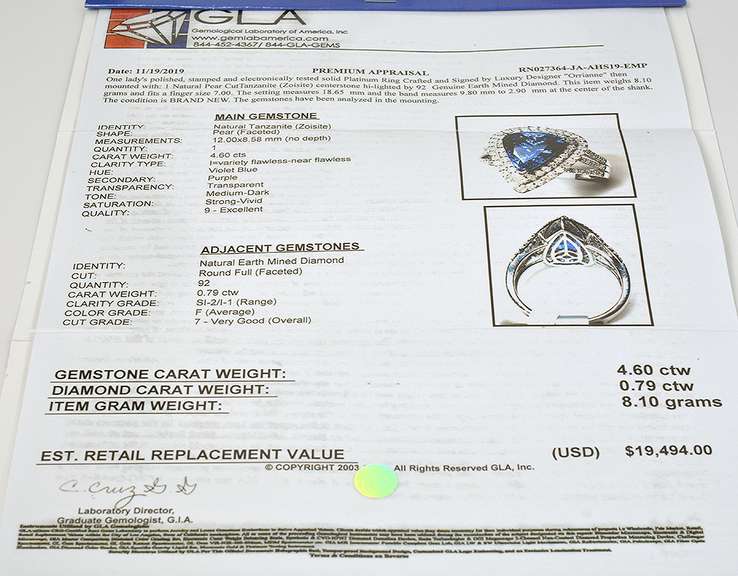 GLA
Gemological Laboratory of America, Inc
www.gemlabamerica.com
844-452-4367/ 844-GLA-GEMS
Date: 11/19/2019 PREMIUM APPRAISAL RN027364-JA-AHS19-EMP
One lady's polished, stamped and electronically tested solid Platinum Ring Crafted and Signed by Luxury Designer "Orrianne" then
mounted with: 1 Natural Pear CutTanzanite (Zoisite) centerstone hi-lighted by 92 Genuine Earth Mined Diamond. This item weighs 8.10
grams and fits a finger size 7.00. The setting measures 18.65 mm and the band measures 9.80 mm to 2.90 mm at the center of the shank.
The condition is BRAND NEW. The gemstones have been analyzed in the mounting.
MAIN GEMSTONE
IDENTITY: Natural Tanzanite (Zoisite)
SHAPE: Pear (Faceted)
MEASUREMENTS: 12.00x8.58 mm (no depth)
QUANTITY: 1
CARAT WEIGHT: 4.60 cts
CLARITY TYPE: I=variety flawless-near flawless
HUE: Violet Blue
SECONDARY: Purple
TRANSPARENCY: Transparent
TONE: Medium-Dark
SATURATION: Strong-Vivid
QUALITY: 9 - Excellent
ADJACENT GEMSTONES
IDENTITY: Natural Earth Mined Diamond
CUT: Round Full (Faceted)
QUANTITY: 92
CARAT WEIGHT: 0.79 ctw
CLARITY GRADE: SI-2/I-1 (Range)
COLOR GRADE: F (Average)
CUT GRADE: 7 - Very Good (Overall)
GEMSTONE CARAT WEIGHT: 4.60 ctw
DIAMOND CARAT WEIGHT: 0.79 ctw
ITEM GRAM WEIGHT: 8.10 grams
EST. RETAIL REPLACEMENT VALUE (USD) $19,494.00
© COPYRIGHT 2003 All Rights Reserved GLA, Inc.
C. Cruz
Laboratory Director,
Graduate Gemologist, G.I.A.
Terms & Conditions on Reverse